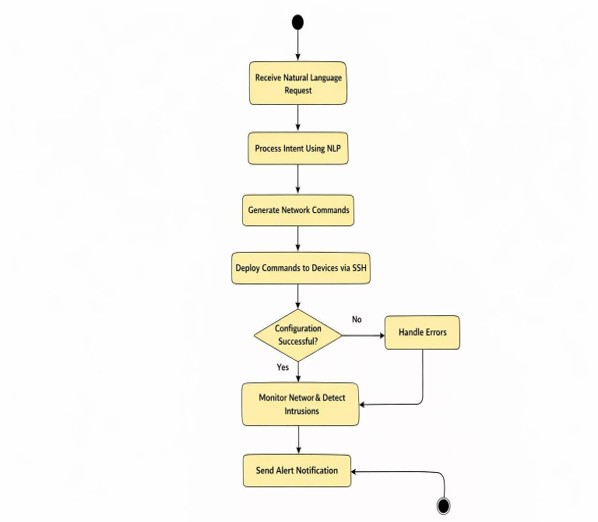 Receive Natural Language
Request
Process Intent Using NLP
Generate Network Commands
Deploy Commands to Devices via SSH
Configuration
Successful?
No
Handle Errors
Yes
Monitor Networ & Detect
Intrusions
Send Alert Notification